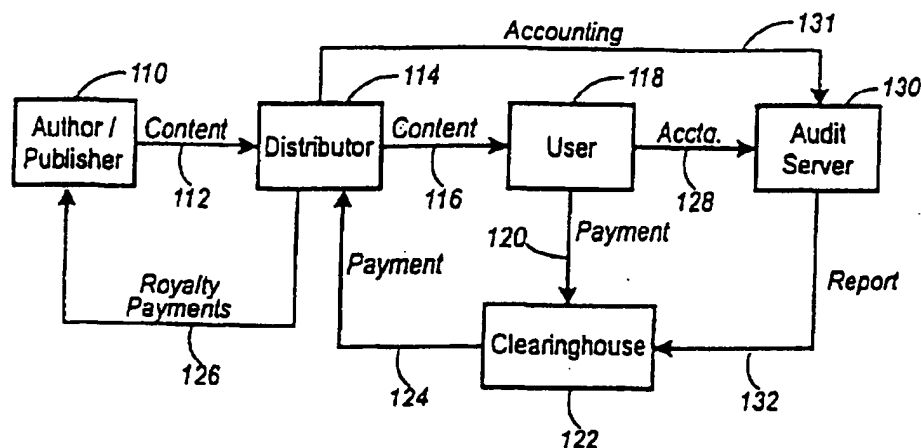 Accounting
131
110
114
118
130
Author /
Publisher
Content
112
Distributor
Content
116
User
Accta.
128
Audit
Server
Royalty
Payments
126
Payment
124
120
Payment
Clearinghouse
122
Report
132